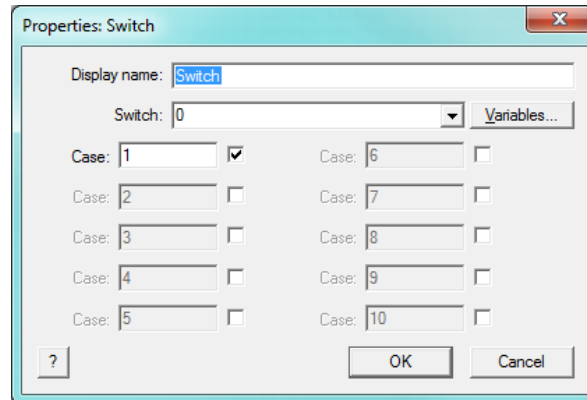 Properties: Switch
x
Display name: Switch
Switch: 0 Variables...
Case: 1 Case: 6
Case: 2 Case: 7
Case: 3 Case: 8
Case: 4 Case: 9
Case: 5 Case: 10
? OK Cancel